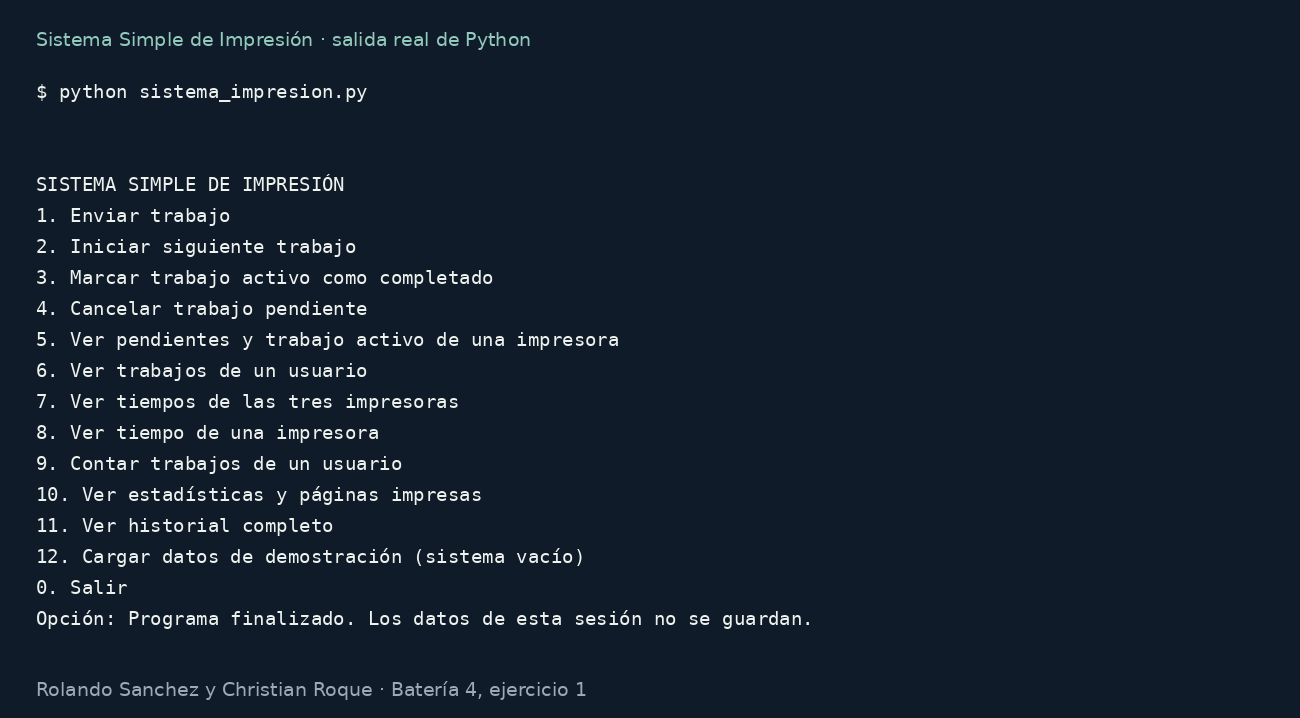 Sistema Simple de Impresión · salida real de Python
$ python sistema_impresion.py
SISTEMA SIMPLE DE IMPRESIÓN
1. Enviar trabajo
2. Iniciar siguiente trabajo
3. Marcar trabajo activo como completado
4. Cancelar trabajo pendiente
5. Ver pendientes y trabajo activo de una impresora
6. Ver trabajos de un usuario
7. Ver tiempos de las tres impresoras
8. Ver tiempo de una impresora
9. Contar trabajos de un usuario
10. Ver estadísticas y páginas impresas
11. Ver historial completo
12. Cargar datos de demostración (sistema vacío)
0. Salir
Opción: Programa finalizado. Los datos de esta sesión no se guardan.
Rolando Sanchez y Christian Roque · Batería 4, ejercicio 1